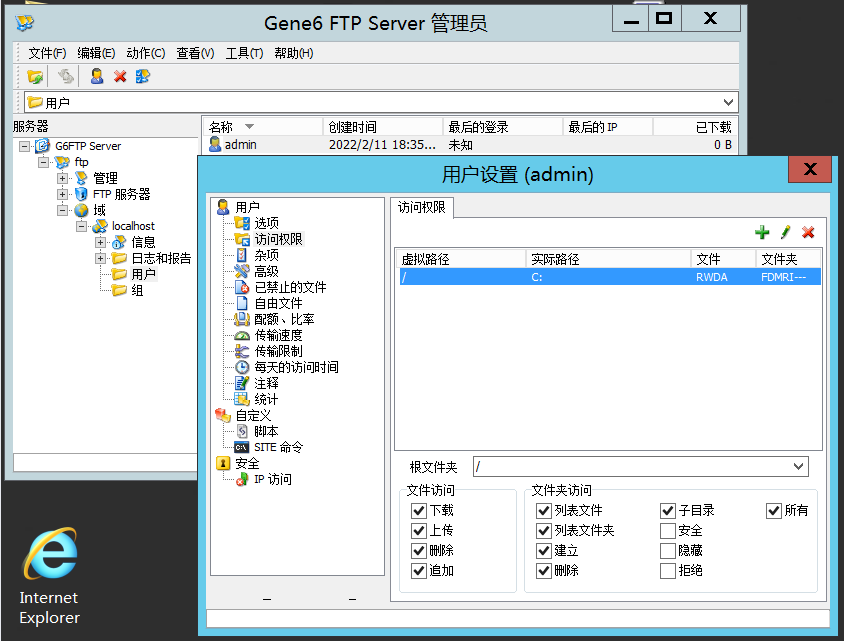 Gene6 FTP Server 管理员
文件(F) 编辑(E) 动作(C) 查看(V) 工具(T) 帮助(H)
用户
服务器
G6FTP Server
ftp
管理
FTP 服务器
域
localhost
信息
日志和报告
用户
组
名称 创建时间 最后的登录 最后的 IP 已下载
admin 2022/2/11 18:35... 未知 0 B
用户设置 (admin)
用户
选项
访问权限
杂项
高级
已禁止的文件
自由文件
配额、比率
传输速度
传输限制
每天的访问时间
注释
统计
自定义
脚本
SITE 命令
安全
IP 访问
访问权限
虚拟路径 实际路径 文件 文件夹
/ C: RWDA FDMRI---
根文件夹 /
文件访问
下载
上传
删除
追加
文件夹访问
列表文件 子目录 所有
列表文件夹 安全
建立 隐藏
删除 拒绝
Internet
Explorer